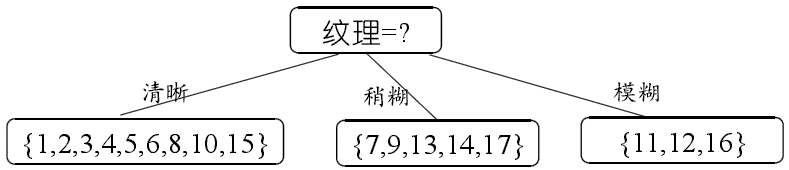 纹理=?
清晰
稍糊
模糊
{1,2,3,4,5,6,8,10,15}
{7,9,13,14,17}
{11,12,16}